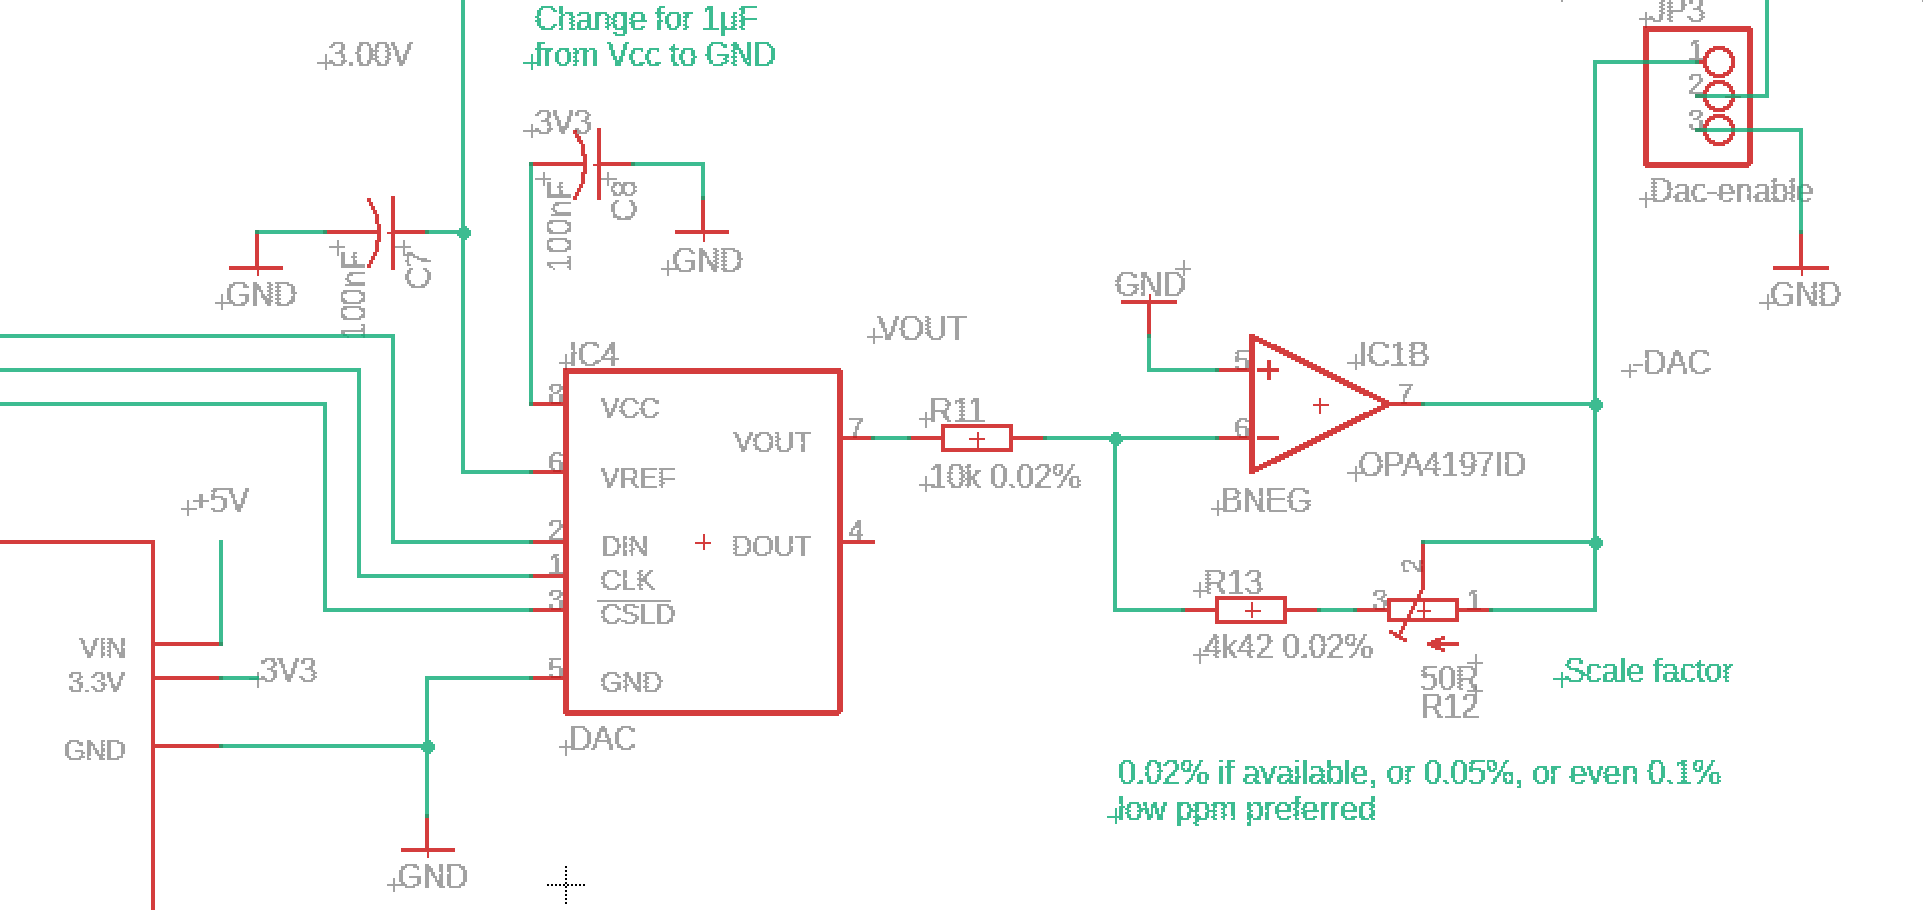 Change for 1µF
from Vcc to GND
3.00V
JP3
1
2
3
Dac-enable
GND
3V3
100nF
C8
GND
100nF
C7
GND
GND
VOUT
IC4
8
VCC
VOUT
7
6
VREF
2
DIN
DOUT
4
1
CLK
3
CSLD
5
GND
DAC
R11
10k 0.02%
5
6
7
IC1B
OPA4197ID
BNEG
-DAC
+5V
VIN
3.3V
3V3
GND
GND
R13
4k42 0.02%
3
2
1
50R
R12
Scale factor
0.02% if available, or 0.05%, or even 0.1%
low ppm preferred